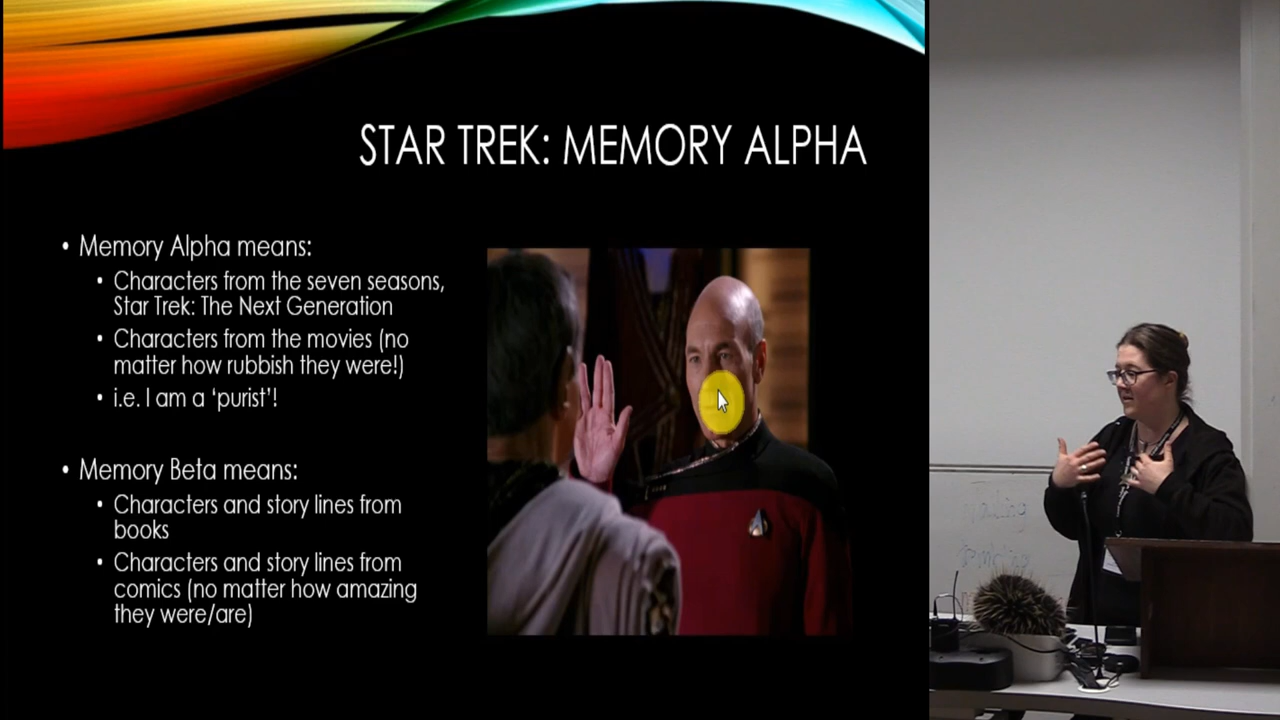 STAR TREK: MEMORY ALPHA
• Memory Alpha means:
• Characters from the seven seasons,
Star Trek: The Next Generation
• Characters from the movies (no
matter how rubbish they were!)
• i.e. I am a ‘purist’!
• Memory Beta means:
• Characters and story lines from
books
• Characters and story lines from
comics (no matter how amazing
they were/are)